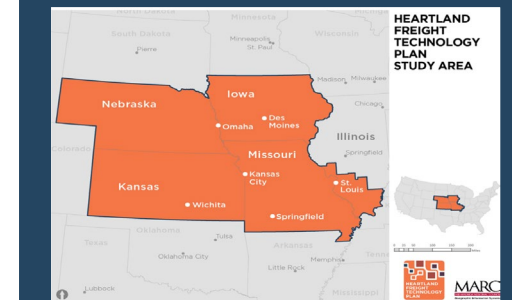 HEARTLAND
FREIGHT
TECHNOLOGY
PLAN
STUDY AREA
Minnesota
South Dakota
Minneapolis
St. Paul
Wisconsin
Pierre
Madison
Milwaukee
Iowa
Nebraska
Chicago
Des
Moines
Omaha
Illinois
Colorado
Missouri
Springfield
Kansas
City
Kansas
St.
Louis
Wichita
Springfield
Oklahoma
Tulsa
Texas
Arkansas
Oklahoma City
Memphis
Little Rock
Lubbock
Mississippi
HEARTLAND
FREIGHT
TECHNOLOGY
PLAN
MARC